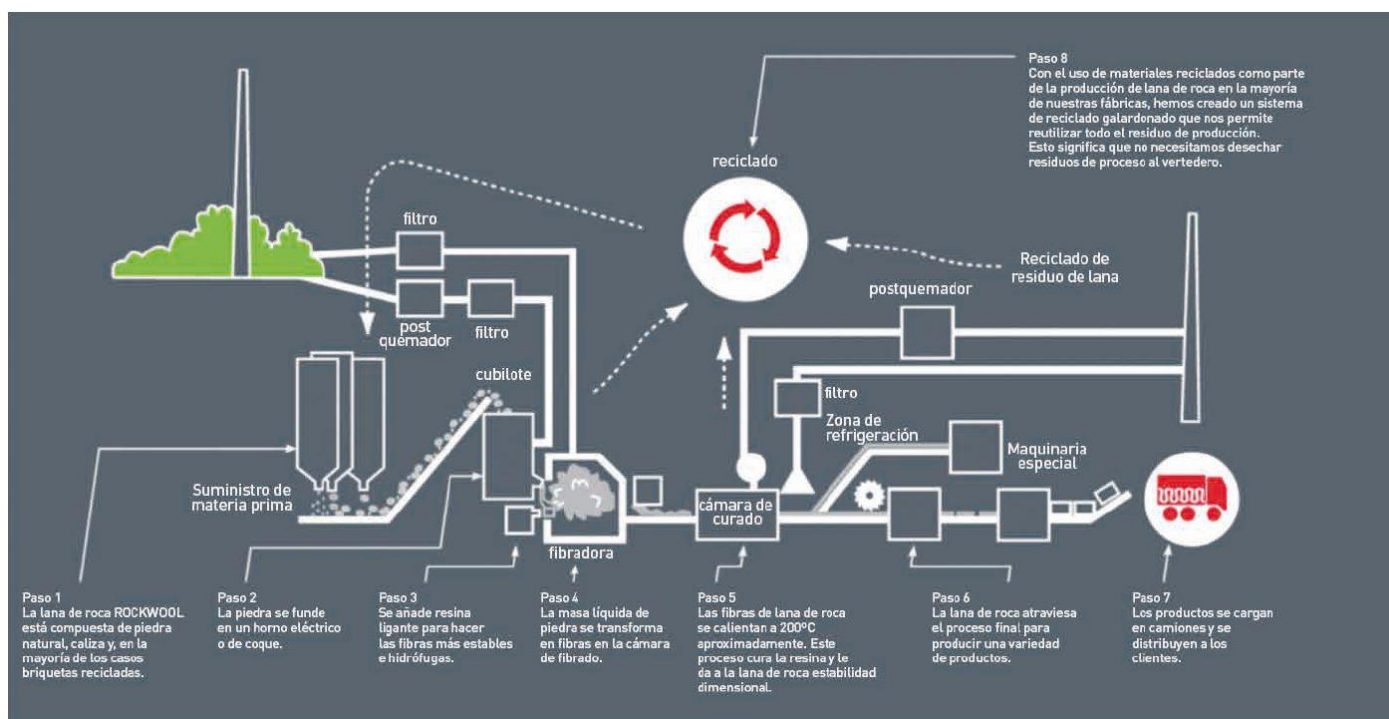 Paso 8
Con el uso de materiales reciclados como parte
de la producción de lana de roca en la mayoría
de nuestras fábricas, hemos creado un sistema
de reciclado galardonado que nos permite
reutilizar todo el residuo de producción.
Esto significa que no necesitamos desechar
residuos de proceso al vertedero.
reciclado
filtro
Reciclado de
residuo de lana
postquemador
post
quemador
filtro
cubilote
filtro
Zona de
refrigeración
Maquinaria
especial
Suministro de
materia prima
cámara de
curado
fibradora
Paso 1
La lana de roca ROCKWOOL
está compuesta de piedra
natural, caliza y, en la
mayoría de los casos
briquetas recicladas.
Paso 2
La piedra se funde
en un horno eléctrico
o de coque.
Paso 3
Se añade resina
ligante para hacer
las fibras más estables
e hidrófugas.
Paso 4
La masa líquida de
piedra se transforma
en fibras en la cámara
de fibrado.
Paso 5
Las fibras de lana de roca
se calientan a 200ºC
aproximadamente. Este
proceso cura la resina y le
da a la lana de roca estabilidad
dimensional.
Paso 6
La lana de roca atraviesa
el proceso final para
producir una variedad
de productos.
Paso 7
Los productos se cargan
en camiones y se
distribuyen a los
clientes.